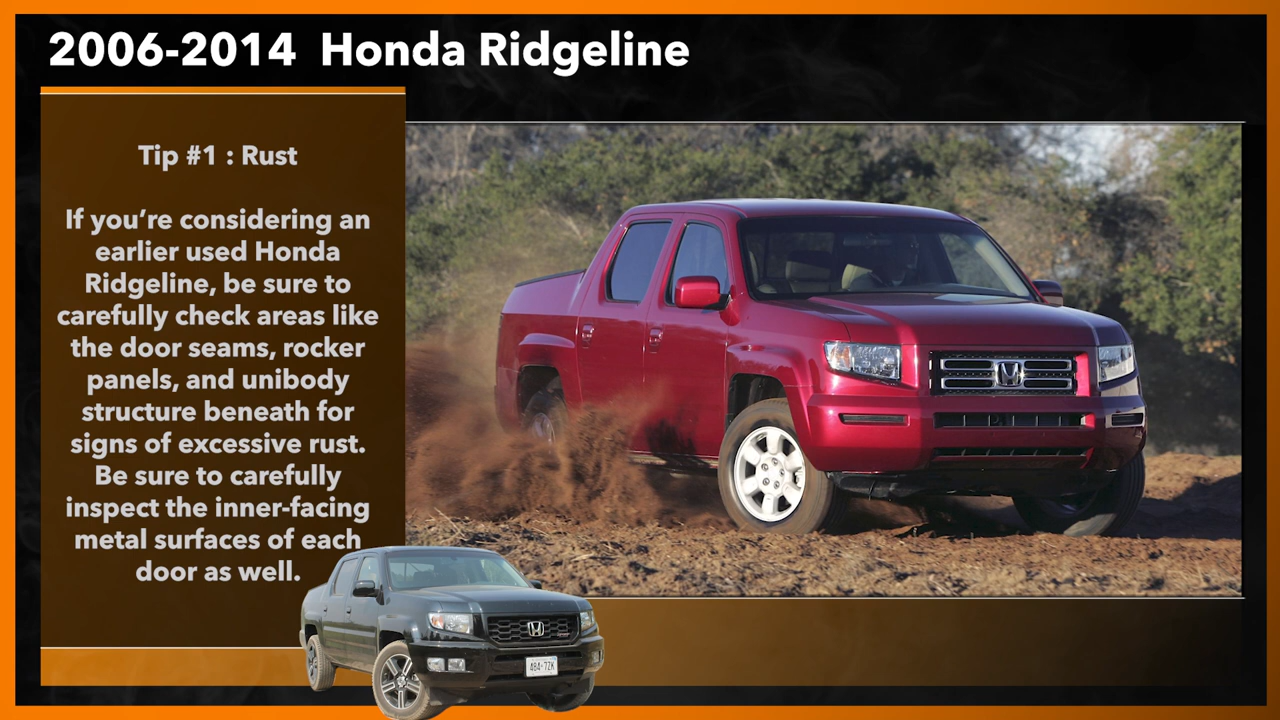 2006-2014 Honda Ridgeline
Tip #1 : Rust
If you’re considering an
earlier used Honda
Ridgeline, be sure to
carefully check areas like
the door seams, rocker
panels, and unibody
structure beneath for
signs of excessive rust.
Be sure to carefully
inspect the inner-facing
metal surfaces of each
door as well.
484·7ZK